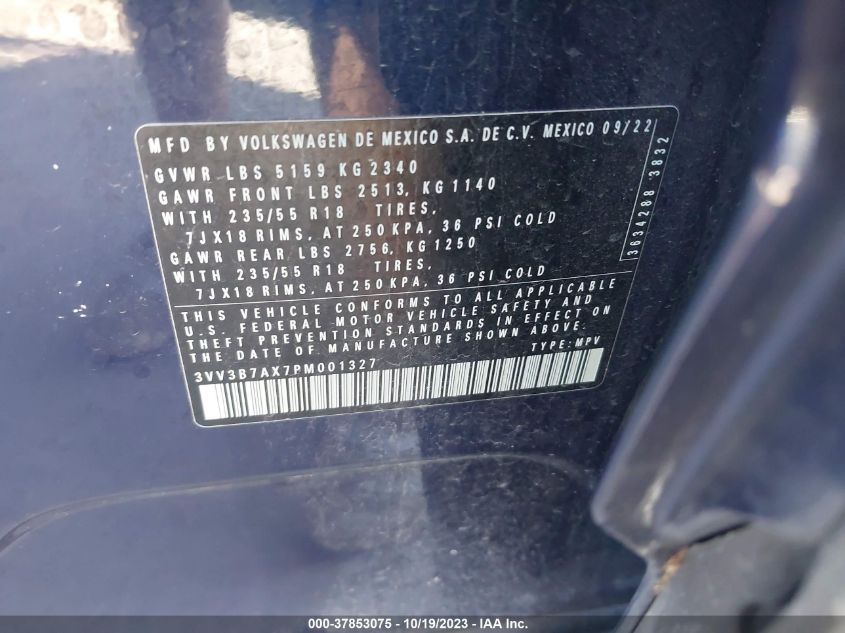 MFD BY VOLKSWAGEN DE MEXICO S.A. DE C.V. MEXICO 09/22
GVWR LBS 5159 KG 2340
GAWR FRONT LBS 2513, KG 1140
WITH 235/55 R18 TIRES,
7JX18 RIMS, AT 250 KPA, 36 PSI COLD
GAWR REAR LBS 2756, KG 1250
WITH 235/55 R18 TIRES,
7JX18 RIMS, AT 250 KPA, 36 PSI COLD
THIS VEHICLE CONFORMS TO ALL APPLICABLE
U.S. FEDERAL MOTOR VEHICLE SAFETY AND
THEFT PREVENTION STANDARDS IN EFFECT ON
THE DATE OF MANUFACTURE SHOWN ABOVE.
3VV3B7AX7PM001327 TYPE: MPV
3634288 3832
000-37853075 | 10/19/2023 - IAA Inc.